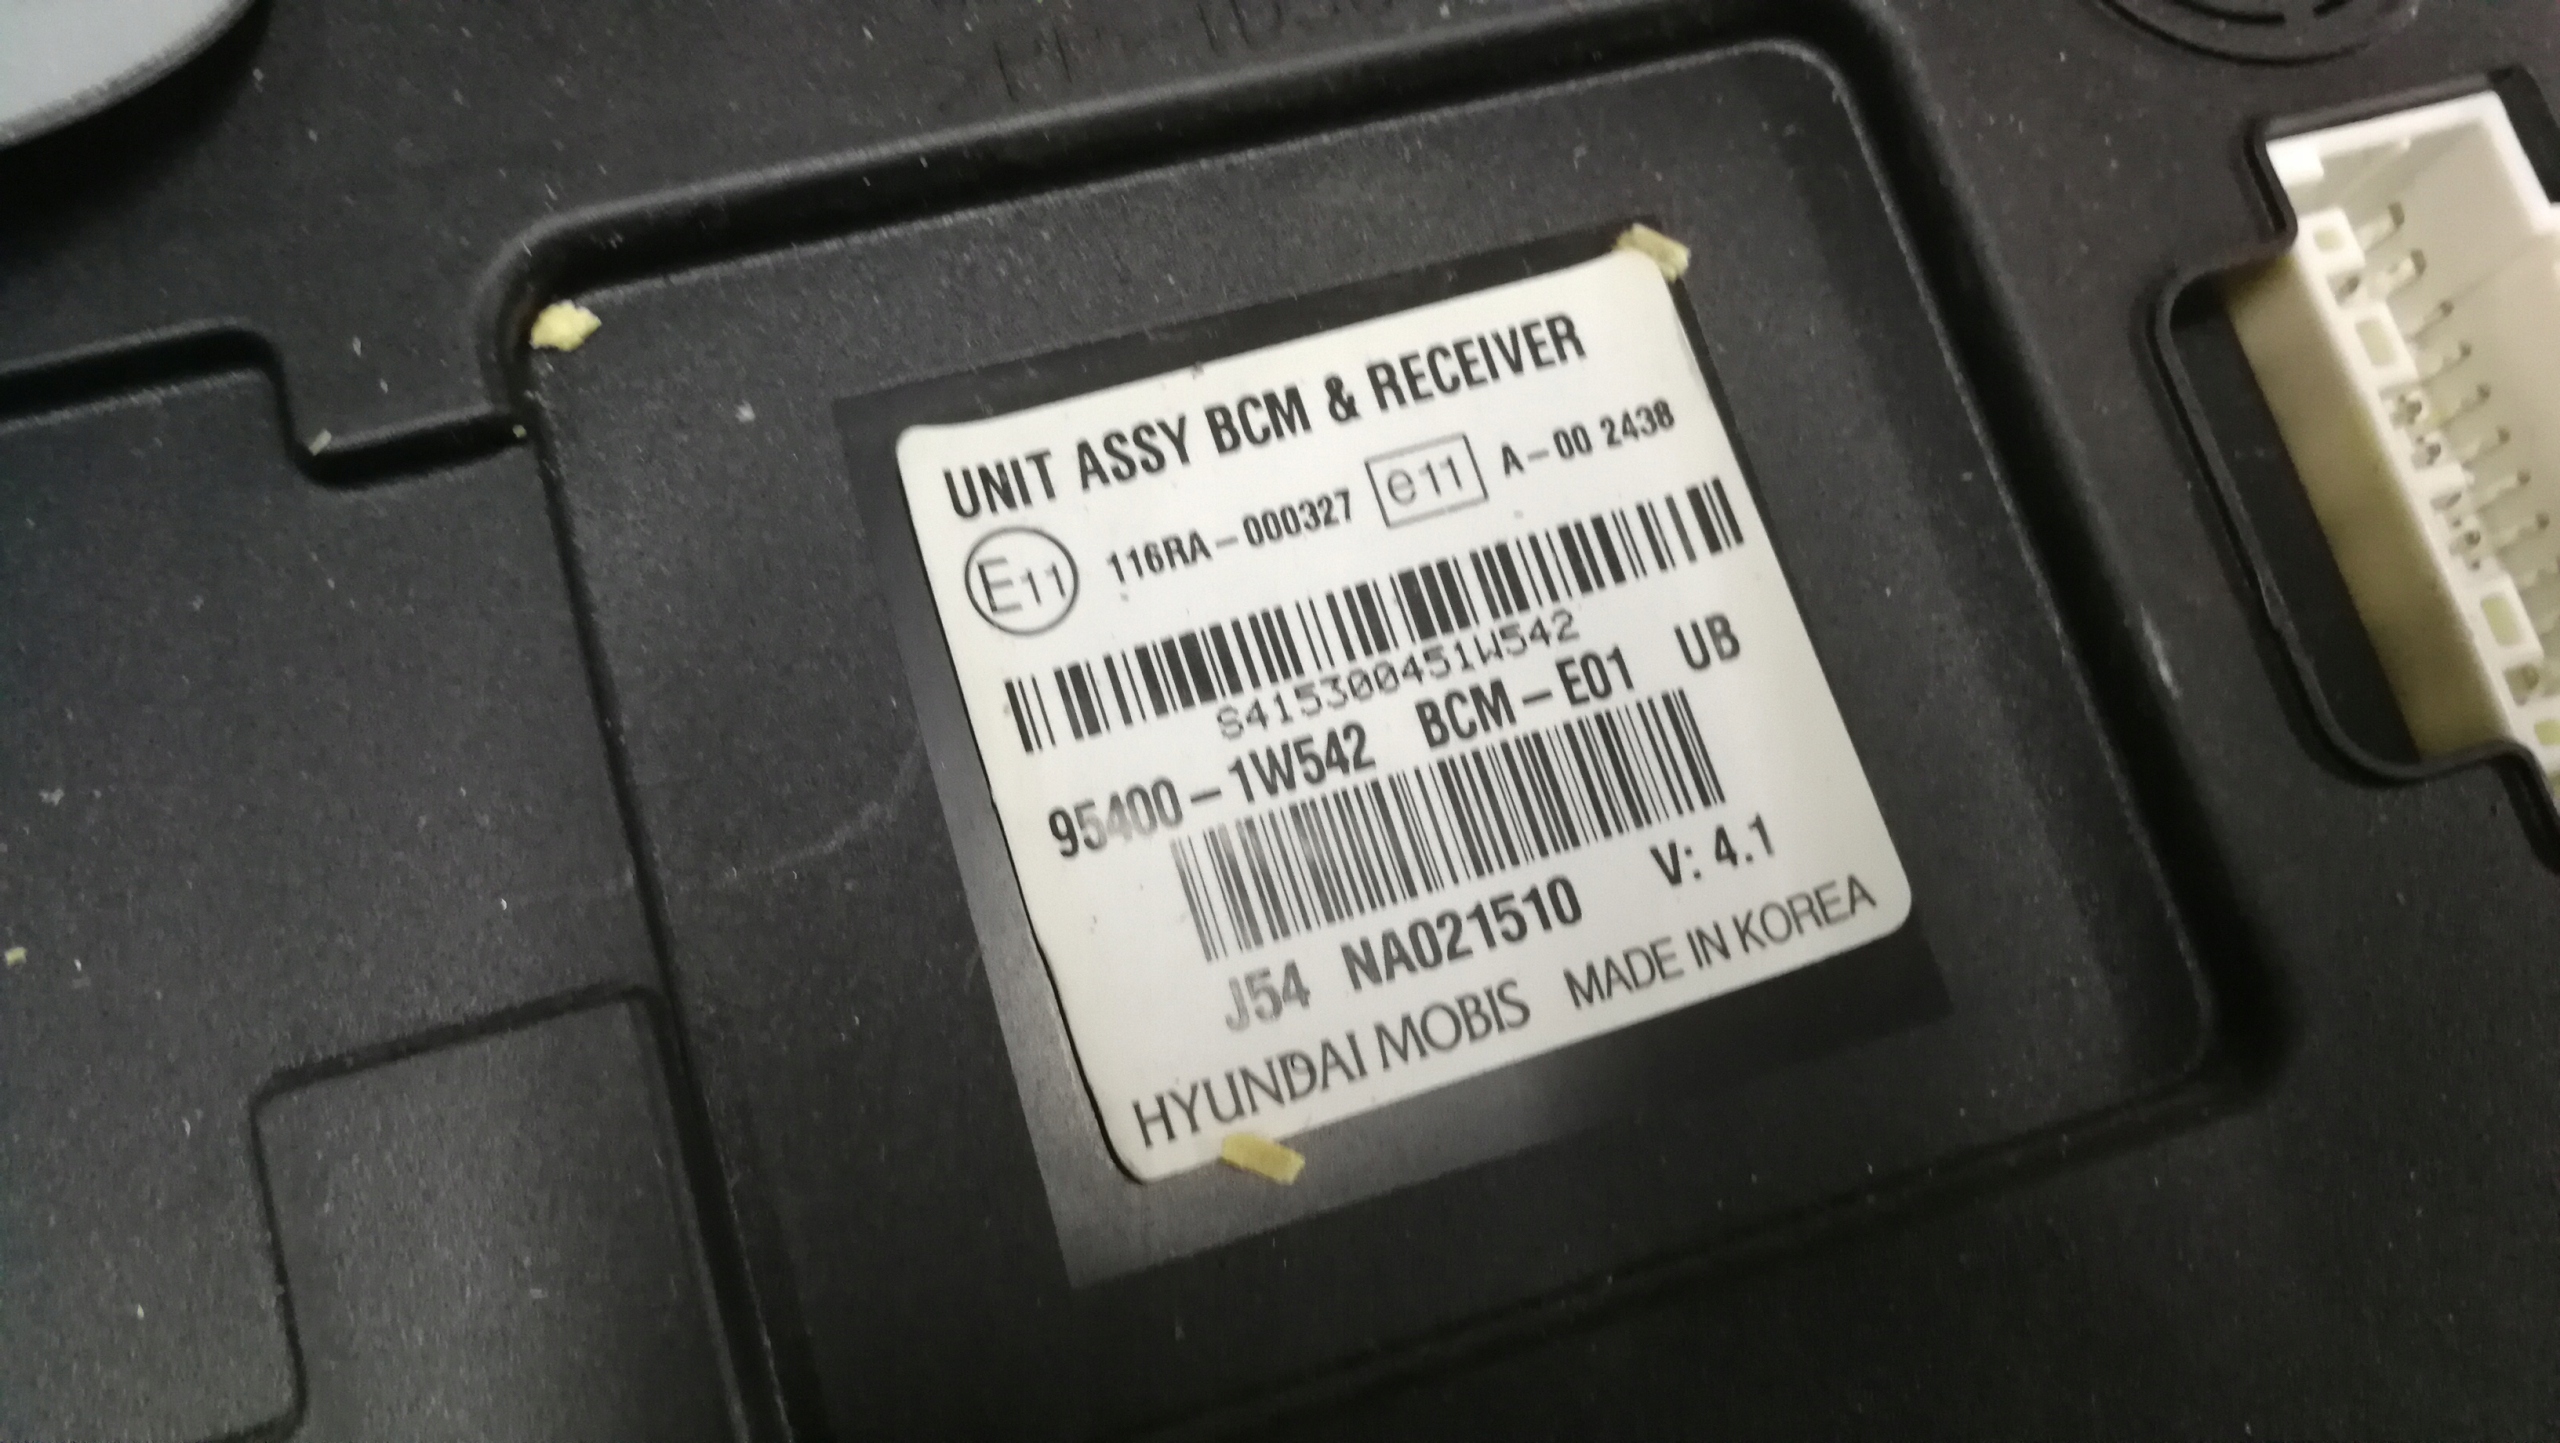 UNIT ASSY BCM & RECEIVER
E11 116RA-000327 e11 A-00 2438
S415300451W542
95400-1W542 BCM-E01 UB
J54 NA021510 V: 4.1
HYUNDAI MOBIS MADE IN KOREA